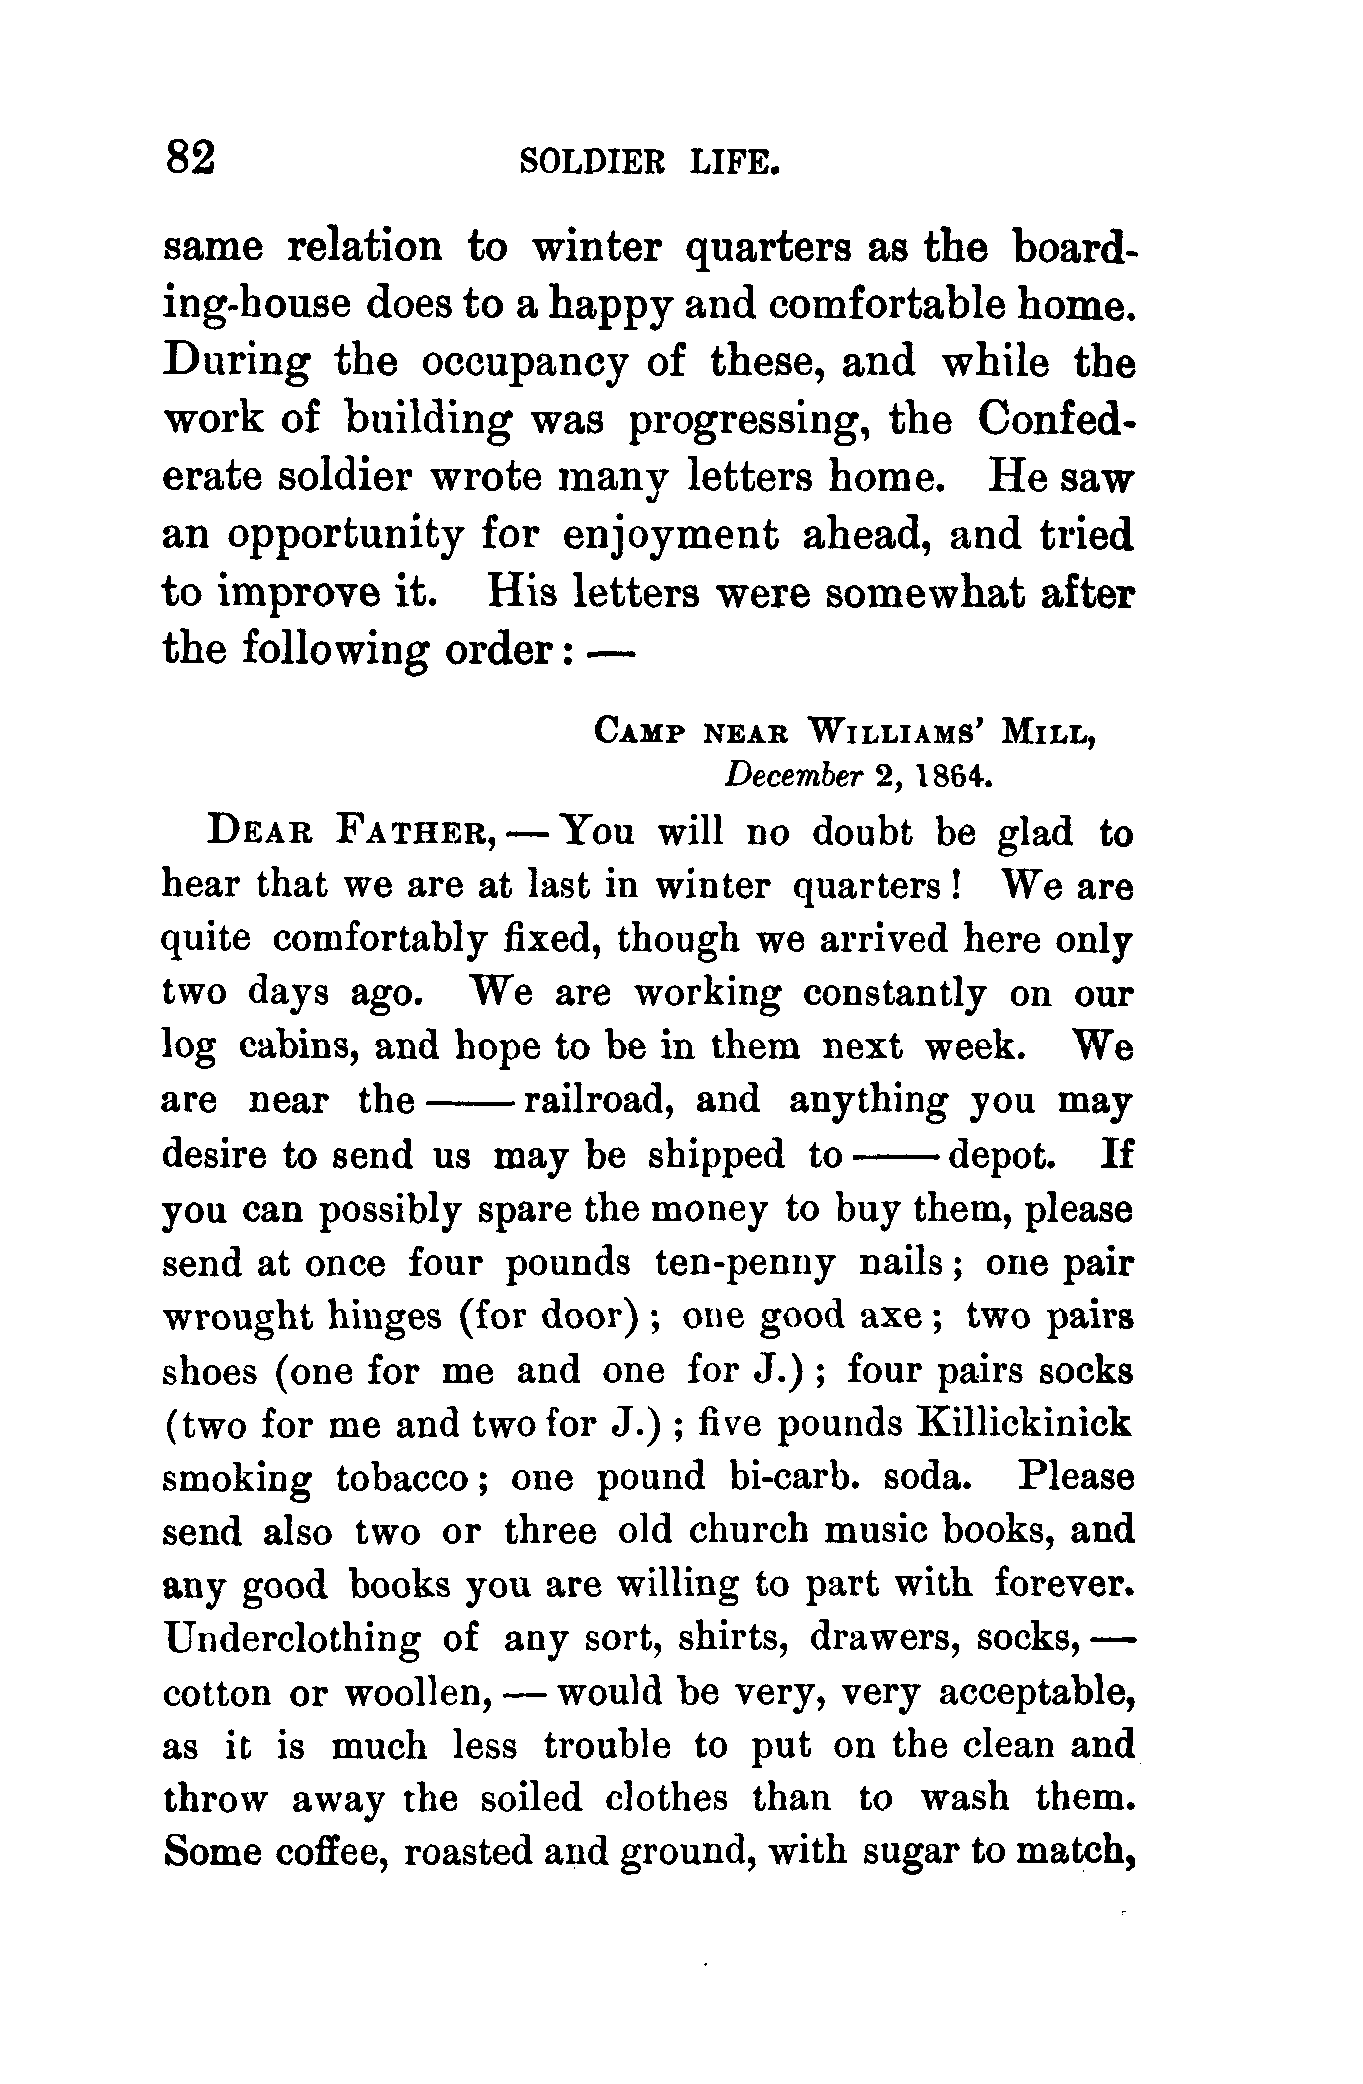 82 SOLDIER LIFE.
same relation to winter quarters as the board-
ing-house does to a happy and comfortable home.
During the occupancy of these, and while the
work of building was progressing, the Confed-
erate soldier wrote many letters home. He saw
an opportunity for enjoyment ahead, and tried
to improve it. His letters were somewhat after
the following order: —
CAMP NEAR WILLIAMS' MILL,
December 2, 1864.
DEAR FATHER, — You will no doubt be glad to
hear that we are at last in winter quarters! We are
quite comfortably fixed, though we arrived here only
two days ago. We are working constantly on our
log cabins, and hope to be in them next week. We
are near the —— railroad, and anything you may
desire to send us may be shipped to —— depot. If
you can possibly spare the money to buy them, please
send at once four pounds ten-penny nails; one pair
wrought hinges (for door); one good axe; two pairs
shoes (one for me and one for J.); four pairs socks
(two for me and two for J.); five pounds Killickinick
smoking tobacco; one pound bi-carb. soda. Please
send also two or three old church music books, and
any good books you are willing to part with forever.
Underclothing of any sort, shirts, drawers, socks, —
cotton or woollen, — would be very, very acceptable,
as it is much less trouble to put on the clean and
throw away the soiled clothes than to wash them.
Some coffee, roasted and ground, with sugar to match,